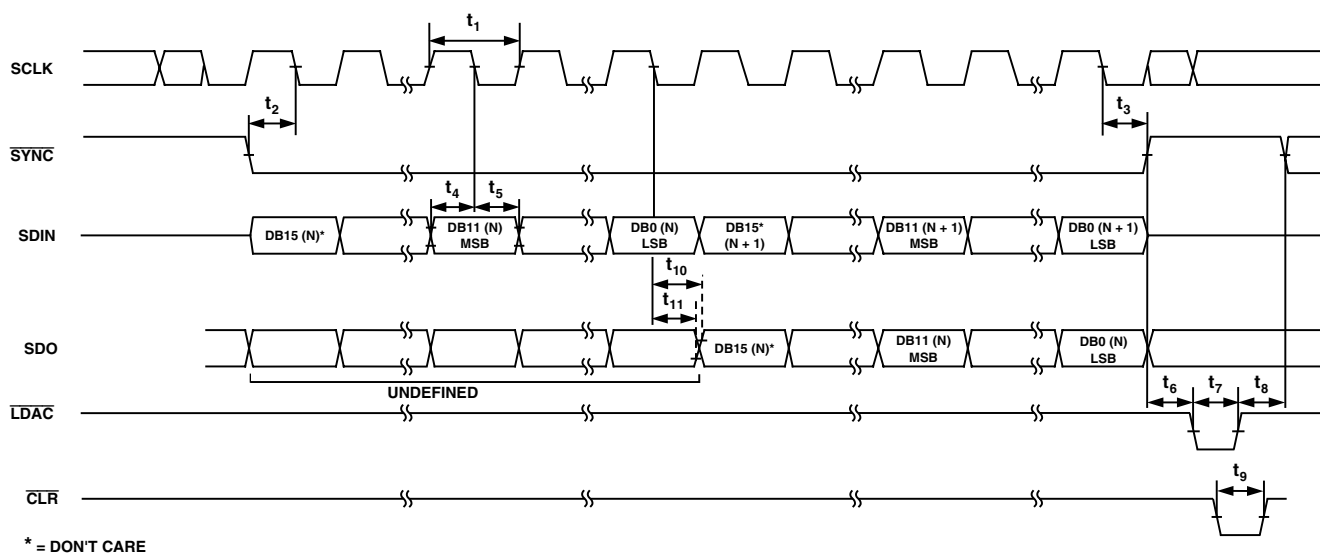 t1
SCLK
t2
t3
SYNC
t4 t5
SDIN
DB15 (N)*
DB11 (N)
MSB
DB0 (N)
LSB
DB15*
(N + 1)
DB11 (N + 1)
MSB
DB0 (N + 1)
LSB
t10
t11
SDO
DB15 (N)*
DB11 (N)
MSB
DB0 (N)
LSB
UNDEFINED
t6 t7 t8
LDAC
t9
CLR
* = DON'T CARE